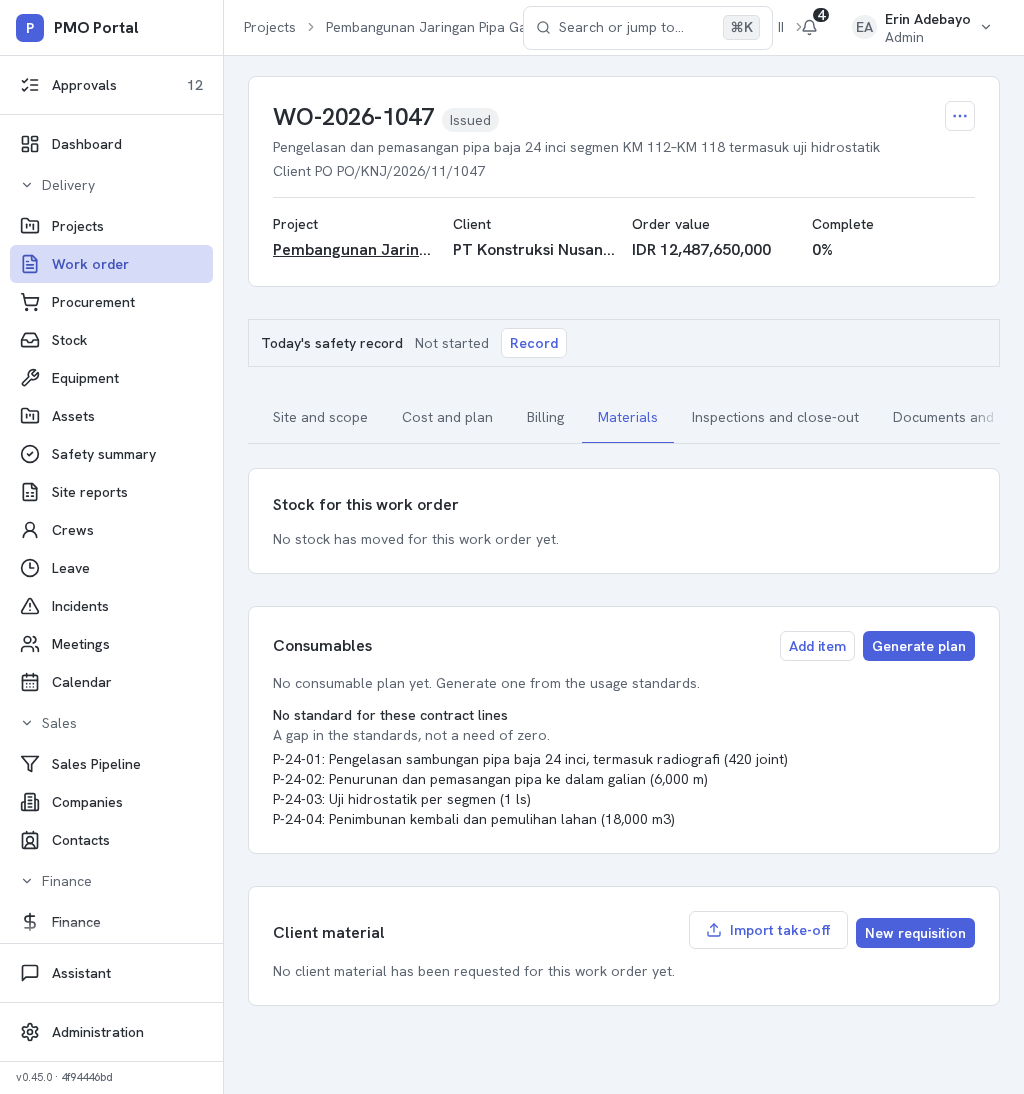 P PMO Portal
Projects > Pembangunan Jaringan Pipa Ga
Search or jump to... ⌘K
II
4
EA Erin Adebayo
Admin
Approvals 12
Dashboard
Delivery
Projects
Work order
Procurement
Stock
Equipment
Assets
Safety summary
Site reports
Crews
Leave
Incidents
Meetings
Calendar
Sales
Sales Pipeline
Companies
Contacts
Finance
Finance
Assistant
Administration
v0.45.0 · 4f94446bd
WO-2026-1047 Issued
Pengelasan dan pemasangan pipa baja 24 inci segmen KM 112–KM 118 termasuk uji hidrostatik
Client PO PO/KNJ/2026/11/1047
Project Client Order value Complete
Pembangunan Jarin... PT Konstruksi Nusan... IDR 12,487,650,000 0%
Today's safety record Not started Record
Site and scope Cost and plan Billing Materials Inspections and close-out Documents and
Stock for this work order
No stock has moved for this work order yet.
Consumables Add item Generate plan
No consumable plan yet. Generate one from the usage standards.
No standard for these contract lines
A gap in the standards, not a need of zero.
P-24-01: Pengelasan sambungan pipa baja 24 inci, termasuk radiografi (420 joint)
P-24-02: Penurunan dan pemasangan pipa ke dalam galian (6,000 m)
P-24-03: Uji hidrostatik per segmen (1 ls)
P-24-04: Penimbunan kembali dan pemulihan lahan (18,000 m3)
Client material Import take-off New requisition
No client material has been requested for this work order yet.